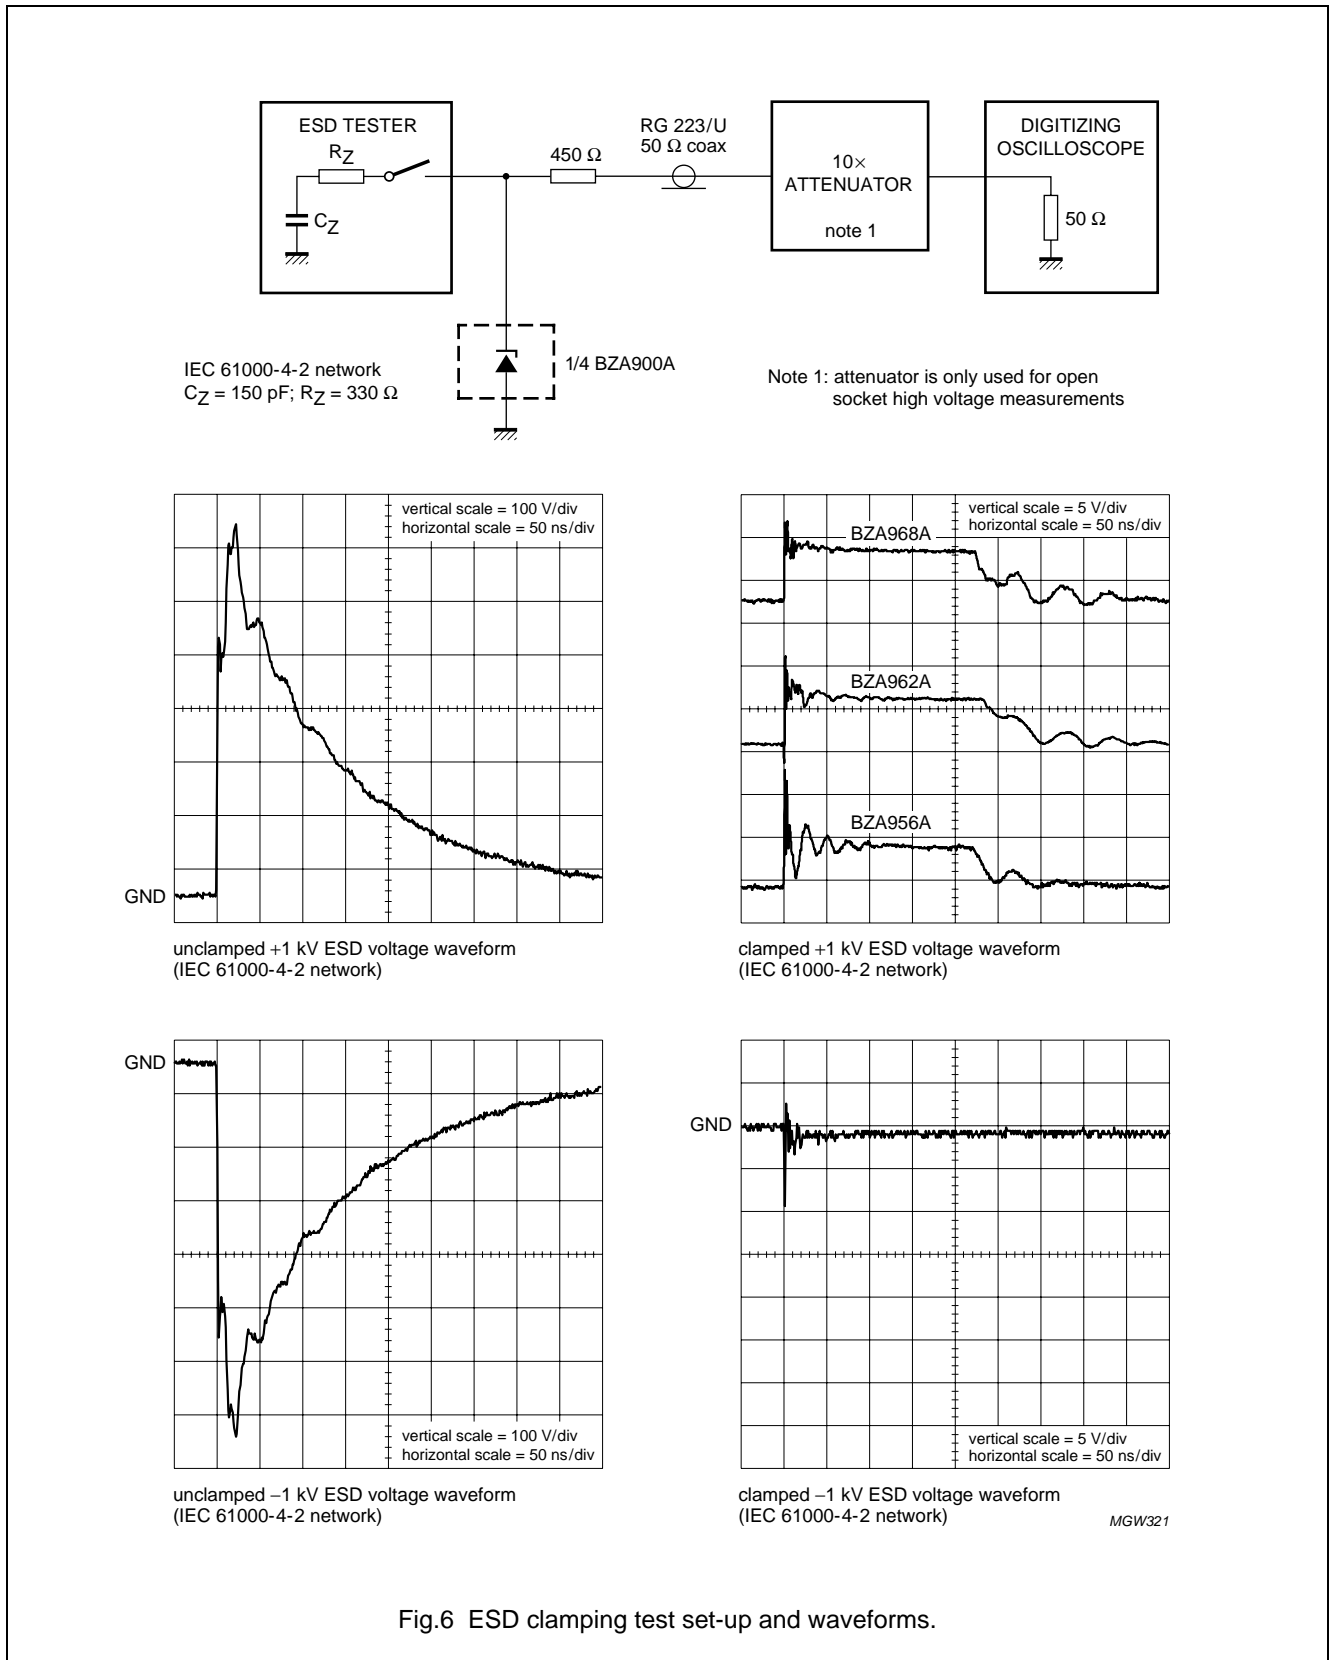 ESD TESTER
RZ
CZ
450 Ω
RG 223/U
50 Ω coax
10×
ATTENUATOR
note 1
DIGITIZING
OSCILLOSCOPE
50 Ω
1/4 BZA900A
IEC 61000-4-2 network
CZ = 150 pF; RZ = 330 Ω
Note 1: attenuator is only used for open
socket high voltage measurements
vertical scale = 100 V/div
horizontal scale = 50 ns/div
GND
unclamped +1 kV ESD voltage waveform
(IEC 61000-4-2 network)
vertical scale = 5 V/div
horizontal scale = 50 ns/div
BZA968A
BZA962A
BZA956A
clamped +1 kV ESD voltage waveform
(IEC 61000-4-2 network)
GND
vertical scale = 100 V/div
horizontal scale = 50 ns/div
unclamped −1 kV ESD voltage waveform
(IEC 61000-4-2 network)
GND
vertical scale = 5 V/div
horizontal scale = 50 ns/div
clamped −1 kV ESD voltage waveform
(IEC 61000-4-2 network)
MGW321
Fig.6 ESD clamping test set-up and waveforms.